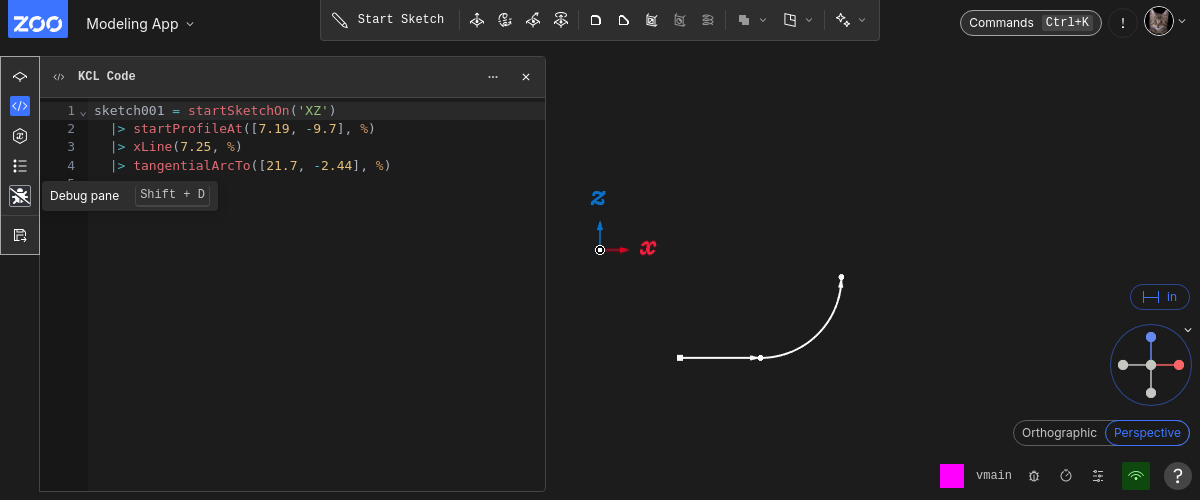 ZOO
Modeling App
Start Sketch
Commands Ctrl+K
!
KCL Code
1 sketch001 = startSketchOn('XZ')
2 |> startProfileAt([7.19, -9.7], %)
3 |> xLine(7.25, %)
4 |> tangentialArcTo([21.7, -2.44], %)
Debug pane Shift + D
z
x
in
Orthographic Perspective
vmain
?